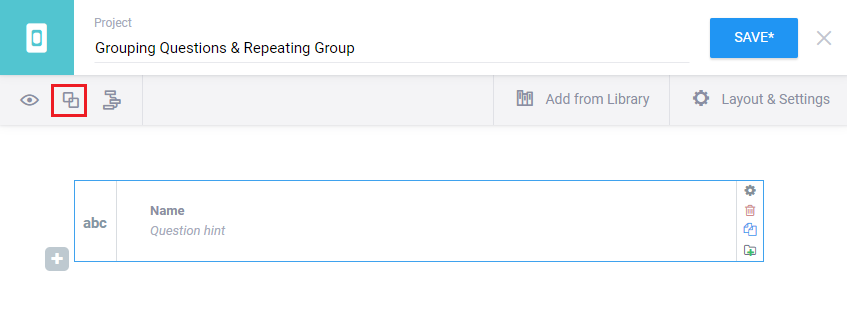 Project
Grouping Questions & Repeating Group
SAVE*
Add from Library
Layout & Settings
abc
Name
Question hint